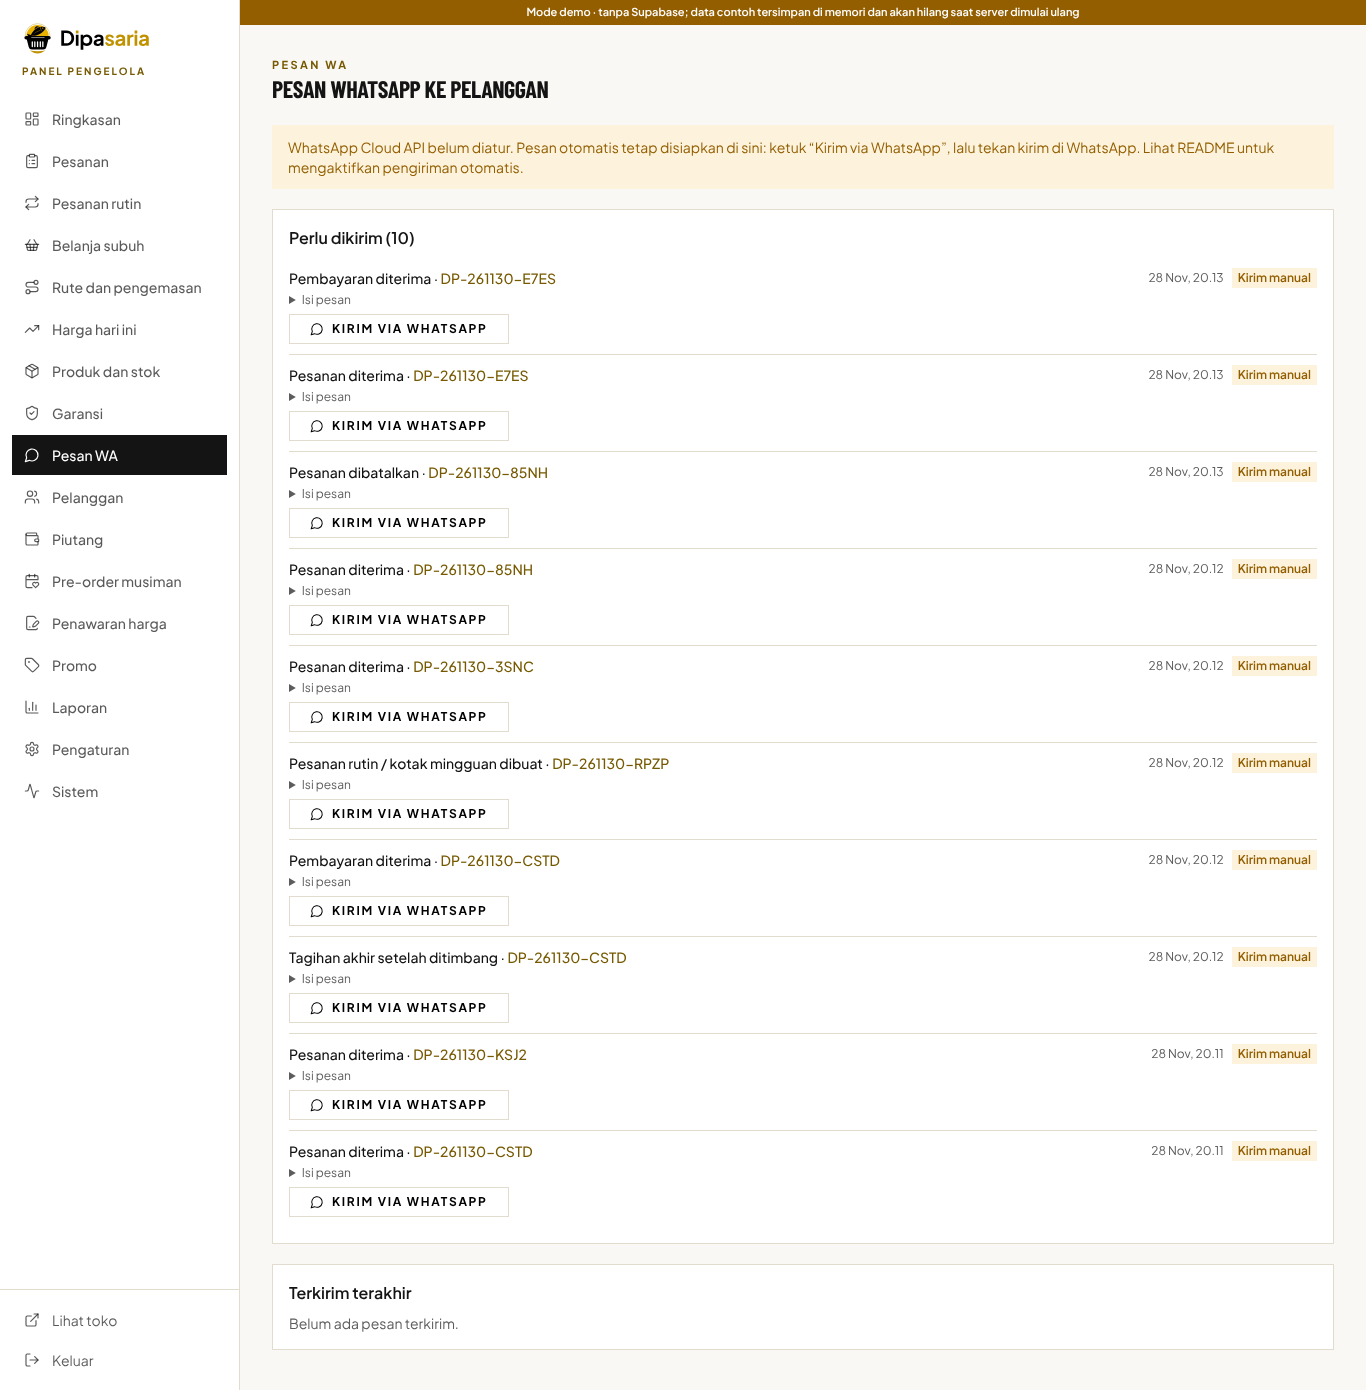 Mode demo · tanpa Supabase; data contoh tersimpan di memori dan akan hilang saat server dimulai ulang
Dipasaria
PANEL PENGELOLA
Ringkasan
Pesanan
Pesanan rutin
Belanja subuh
Rute dan pengemasan
Harga hari ini
Produk dan stok
Garansi
Pesan WA
Pelanggan
Piutang
Pre-order musiman
Penawaran harga
Promo
Laporan
Pengaturan
Sistem
Lihat toko
Keluar
PESAN WA
PESAN WHATSAPP KE PELANGGAN
WhatsApp Cloud API belum diatur. Pesan otomatis tetap disiapkan di sini: ketuk “Kirim via WhatsApp”, lalu tekan kirim di WhatsApp. Lihat README untuk
mengaktifkan pengiriman otomatis.
Perlu dikirim (10)
Pembayaran diterima · DP-261130-E7ES 28 Nov, 20.13 Kirim manual
Isi pesan
KIRIM VIA WHATSAPP
Pesanan diterima · DP-261130-E7ES 28 Nov, 20.13 Kirim manual
Isi pesan
KIRIM VIA WHATSAPP
Pesanan dibatalkan · DP-261130-85NH 28 Nov, 20.13 Kirim manual
Isi pesan
KIRIM VIA WHATSAPP
Pesanan diterima · DP-261130-85NH 28 Nov, 20.12 Kirim manual
Isi pesan
KIRIM VIA WHATSAPP
Pesanan diterima · DP-261130-3SNC 28 Nov, 20.12 Kirim manual
Isi pesan
KIRIM VIA WHATSAPP
Pesanan rutin / kotak mingguan dibuat · DP-261130-RPZP 28 Nov, 20.12 Kirim manual
Isi pesan
KIRIM VIA WHATSAPP
Pembayaran diterima · DP-261130-CSTD 28 Nov, 20.12 Kirim manual
Isi pesan
KIRIM VIA WHATSAPP
Tagihan akhir setelah ditimbang · DP-261130-CSTD 28 Nov, 20.12 Kirim manual
Isi pesan
KIRIM VIA WHATSAPP
Pesanan diterima · DP-261130-KSJ2 28 Nov, 20.11 Kirim manual
Isi pesan
KIRIM VIA WHATSAPP
Pesanan diterima · DP-261130-CSTD 28 Nov, 20.11 Kirim manual
Isi pesan
KIRIM VIA WHATSAPP
Terkirim terakhir
Belum ada pesan terkirim.